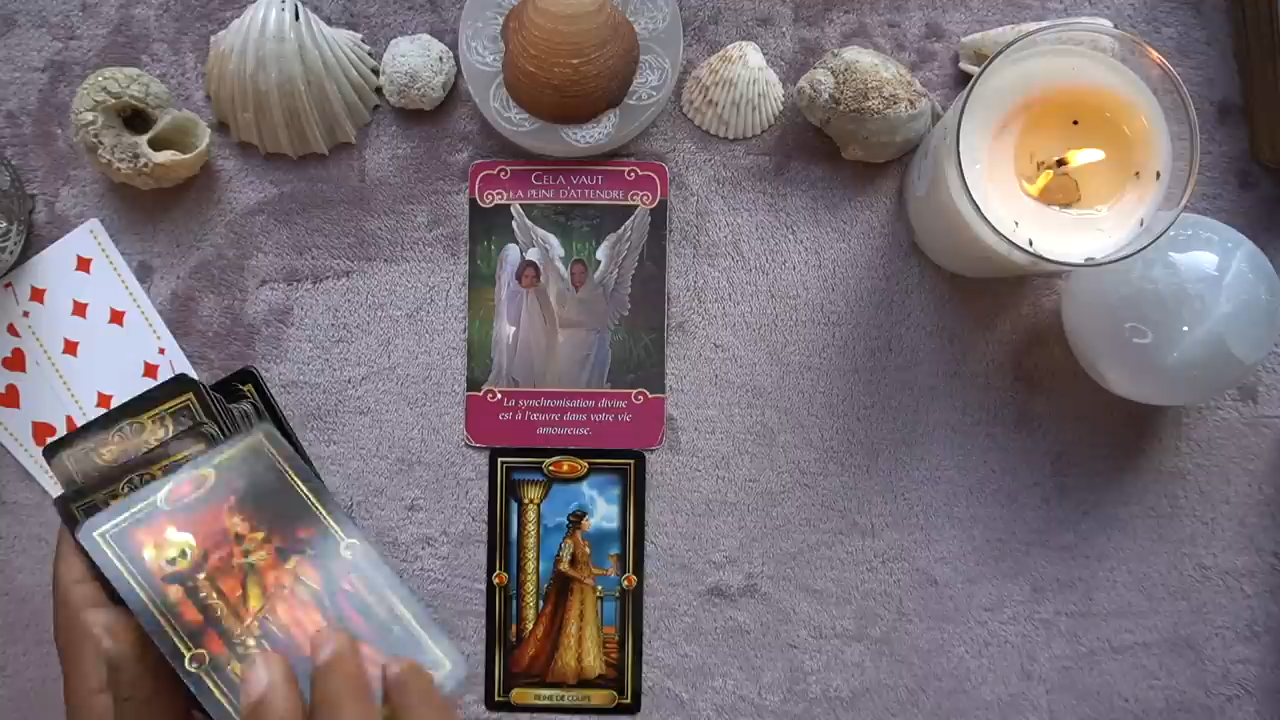 CELA VAUT
LA PEINE D'ATTENDRE
La synchronisation divine
est à l'œuvre dans votre vie
amoureuse.
REINE DE COUPE